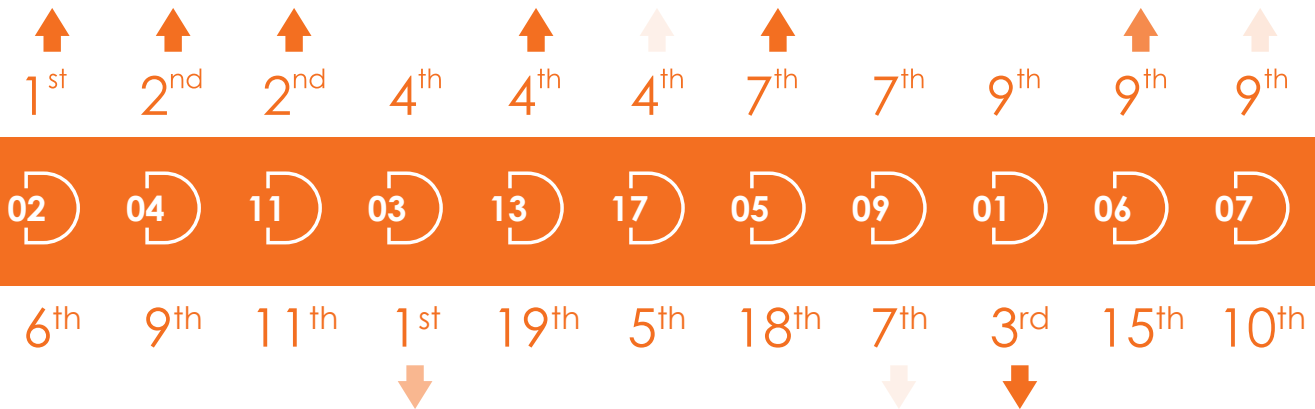 1st 2nd 2nd 4th 4th 4th 7th 7th 9th 9th 9th
02 04 11 03 13 17 05 09 01 06 07
6th 9th 11th 1st 19th 5th 18th 7th 3rd 15th 10th